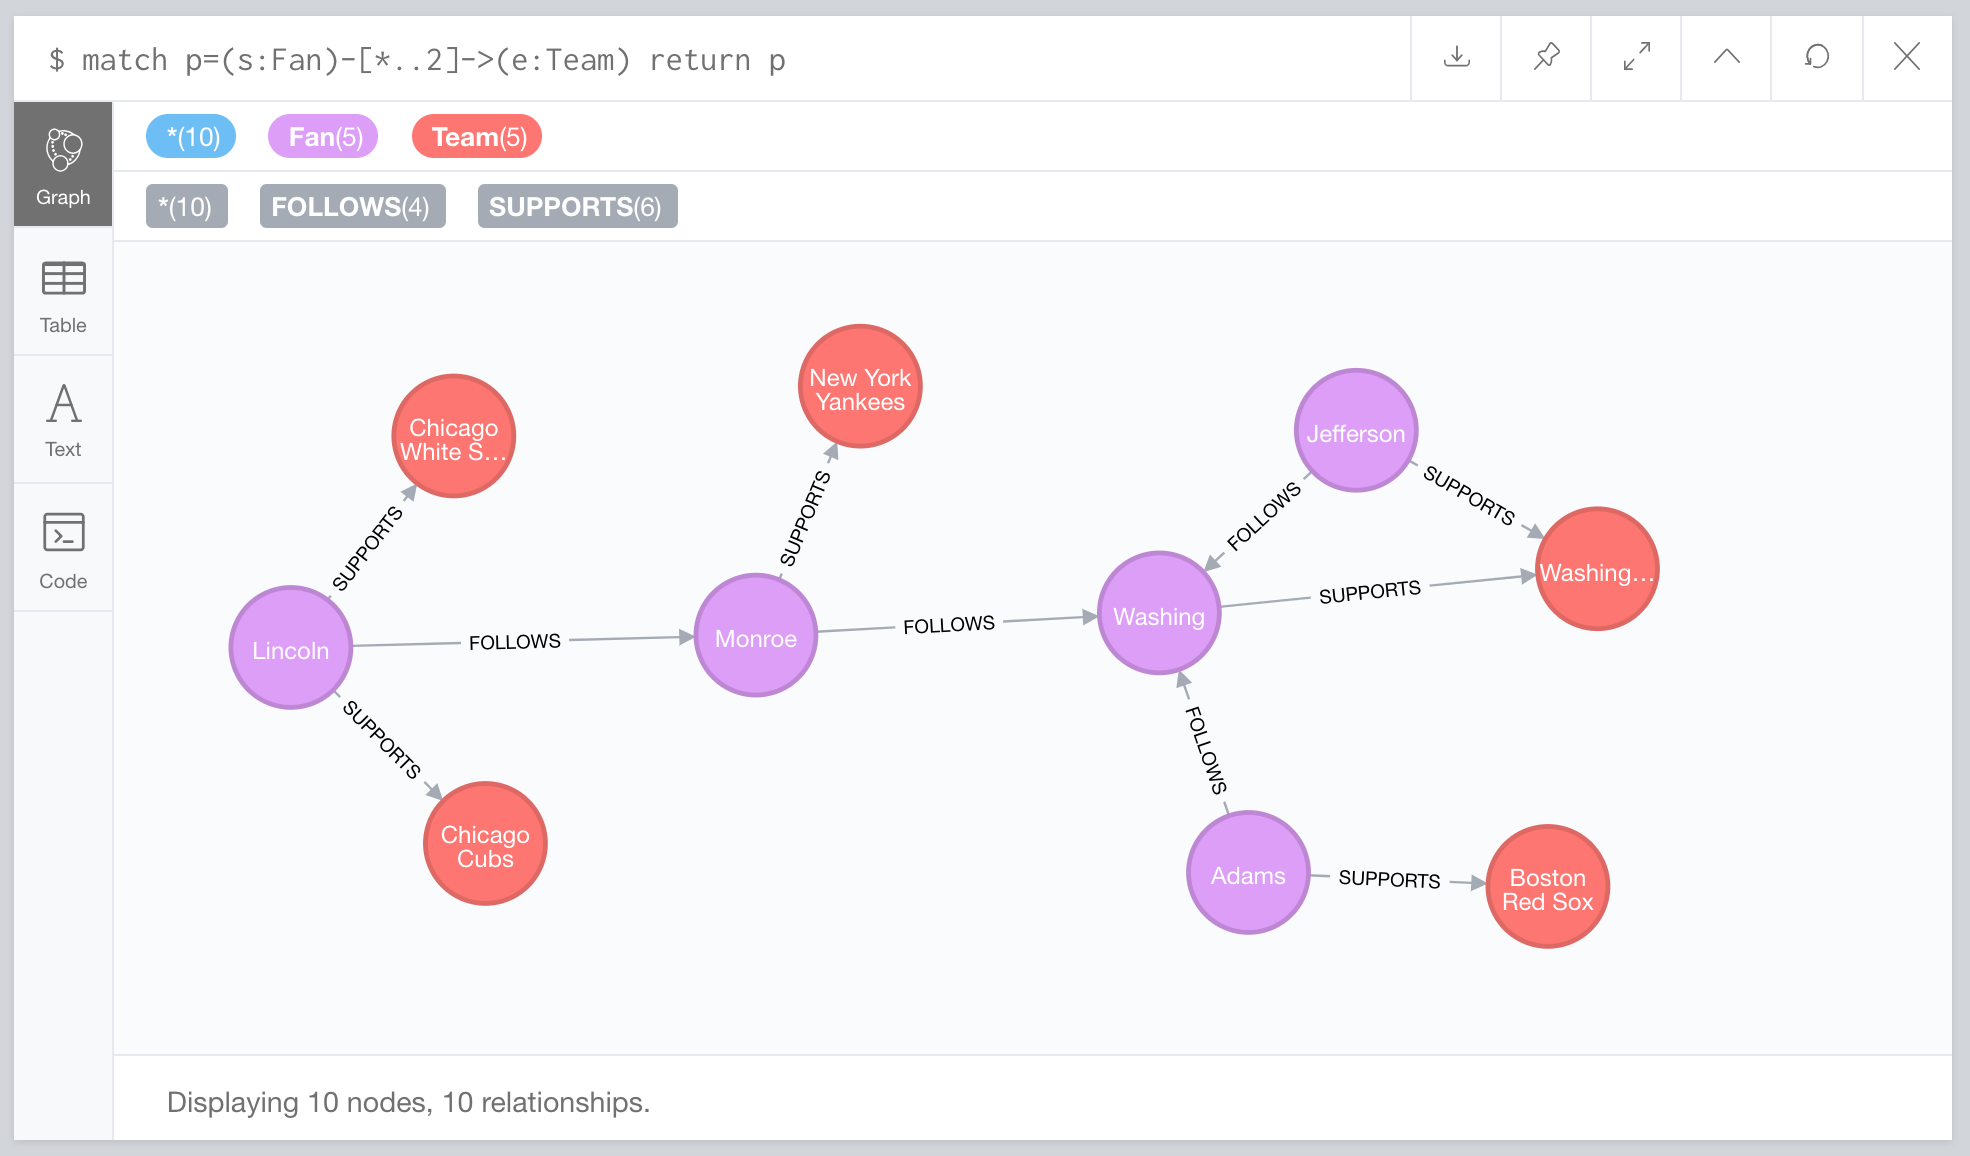 $ match p=(s:Fan)-[*..2]->(e:Team) return p
*(10) Fan(5) Team(5)
*(10) FOLLOWS(4) SUPPORTS(6)
Graph
Table
Text
Code
Chicago
White S...
New York
Yankees
Jefferson
SUPPORTS
SUPPORTS
SUPPORTS
FOLLOWS
Washing...
Lincoln
FOLLOWS
Monroe
FOLLOWS
Washing
SUPPORTS
SUPPORTS
FOLLOWS
Chicago
Cubs
Adams
SUPPORTS
Boston
Red Sox
Displaying 10 nodes, 10 relationships.